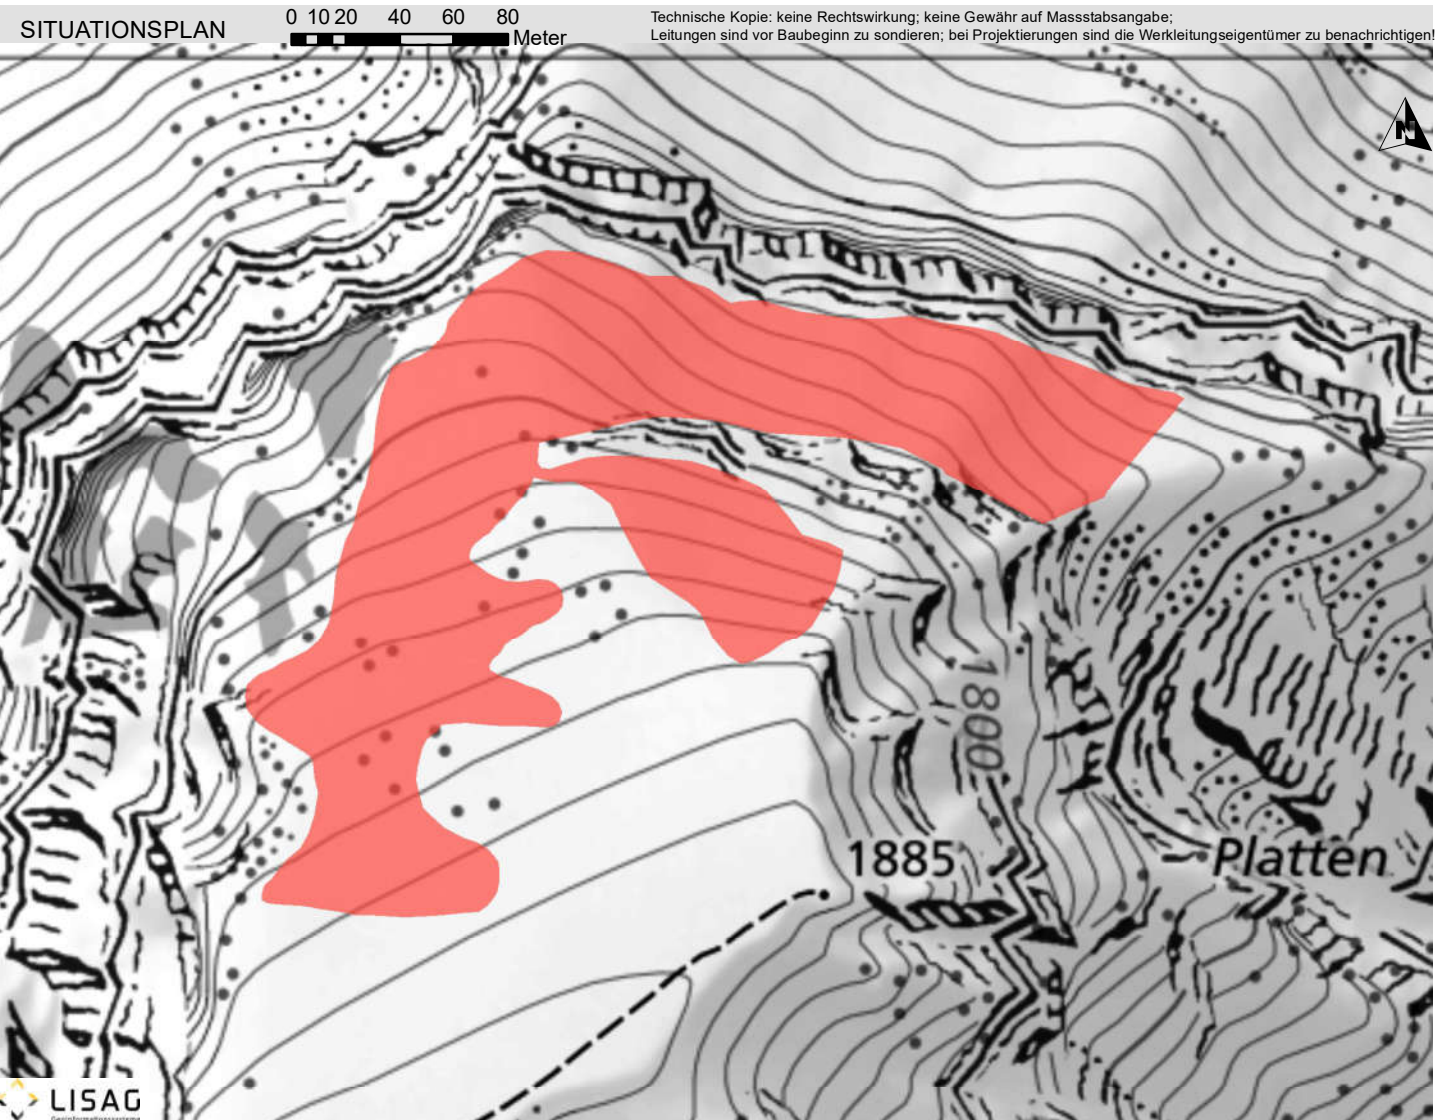 SITUATIONSPLAN
0 10 20 40 60 80
Meter
Technische Kopie: keine Rechtswirkung; keine Gewähr auf Massstabsangabe;
Leitungen sind vor Baubeginn zu sondieren; bei Projektierungen sind die Werkleitungseigentümer zu benachrichtigen!
N
1800
1885
Platten
LISAG